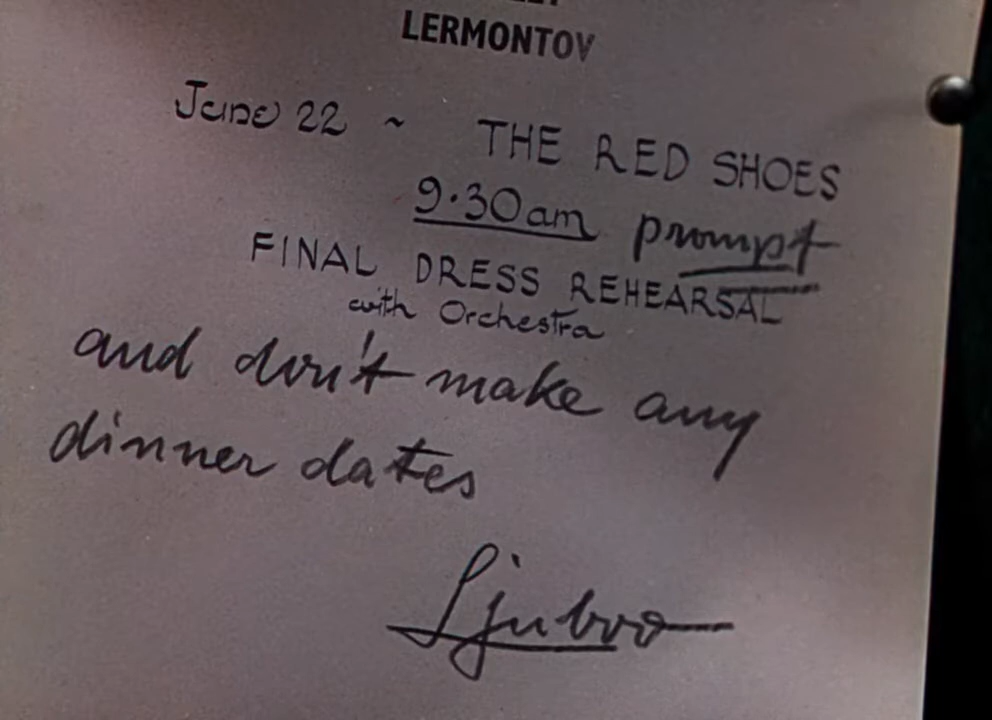 LERMONTOV
June 22 ~ THE RED SHOES
9·30am prompt
FINAL DRESS REHEARSAL
with Orchestra
and don't make any
dinner dates
Ljubov